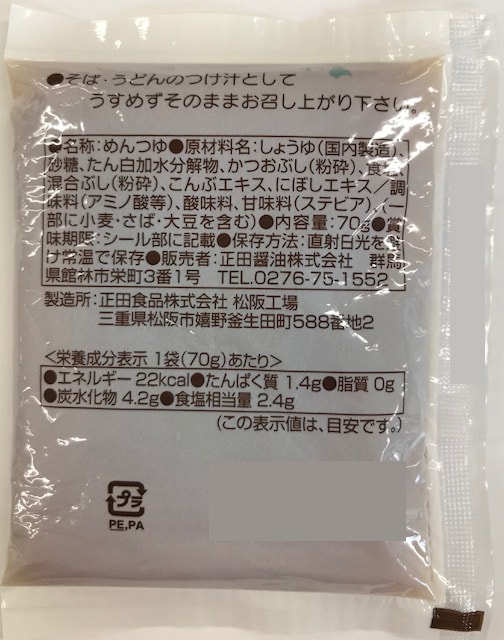 ●そば・うどんのつけ汁として
うすめずそのままお召し上がり下さい。
●名称:めんつゆ●原材料名:しょうゆ(国内製造)、
砂糖、たん白加水分解物、かつおぶし(粉砕)、食塩、
混合ぶし(粉砕)、こんぶエキス、にぼしエキス/調
味料(アミノ酸等)、酸味料、甘味料(ステビア)、(一
部に小麦・さば・大豆を含む)●内容量:70g●賞
味期限:シール部に記載●保存方法:直射日光を避
け常温で保存●販売者:正田醤油株式会社 群馬
県館林市栄町3番1号 TEL.0276-75-1552
製造所:正田食品株式会社 松阪工場
三重県松阪市嬉野釜生田町588番地2
<栄養成分表示 1袋(70g)あたり>
●エネルギー 22kcal●たんぱく質 1.4g●脂質 0g
●炭水化物 4.2g●食塩相当量 2.4g
(この表示値は、目安です。)
プラ
PE,PA